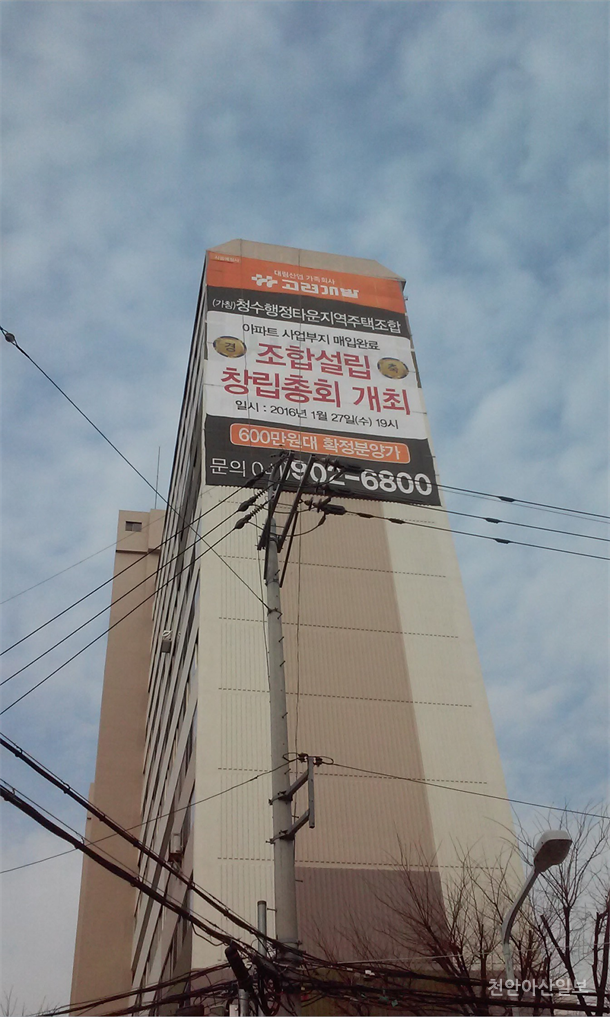 대림산업 가족회사
고려개발
(가칭)청수행정타운지역주택조합
아파트 사업부지 매입완료
경 조합설립 축
창립총회 개최
일시 : 2016년 1월 27일(수) 19시
600만원대 확정분양가
문의 902-6800
천안아산일보